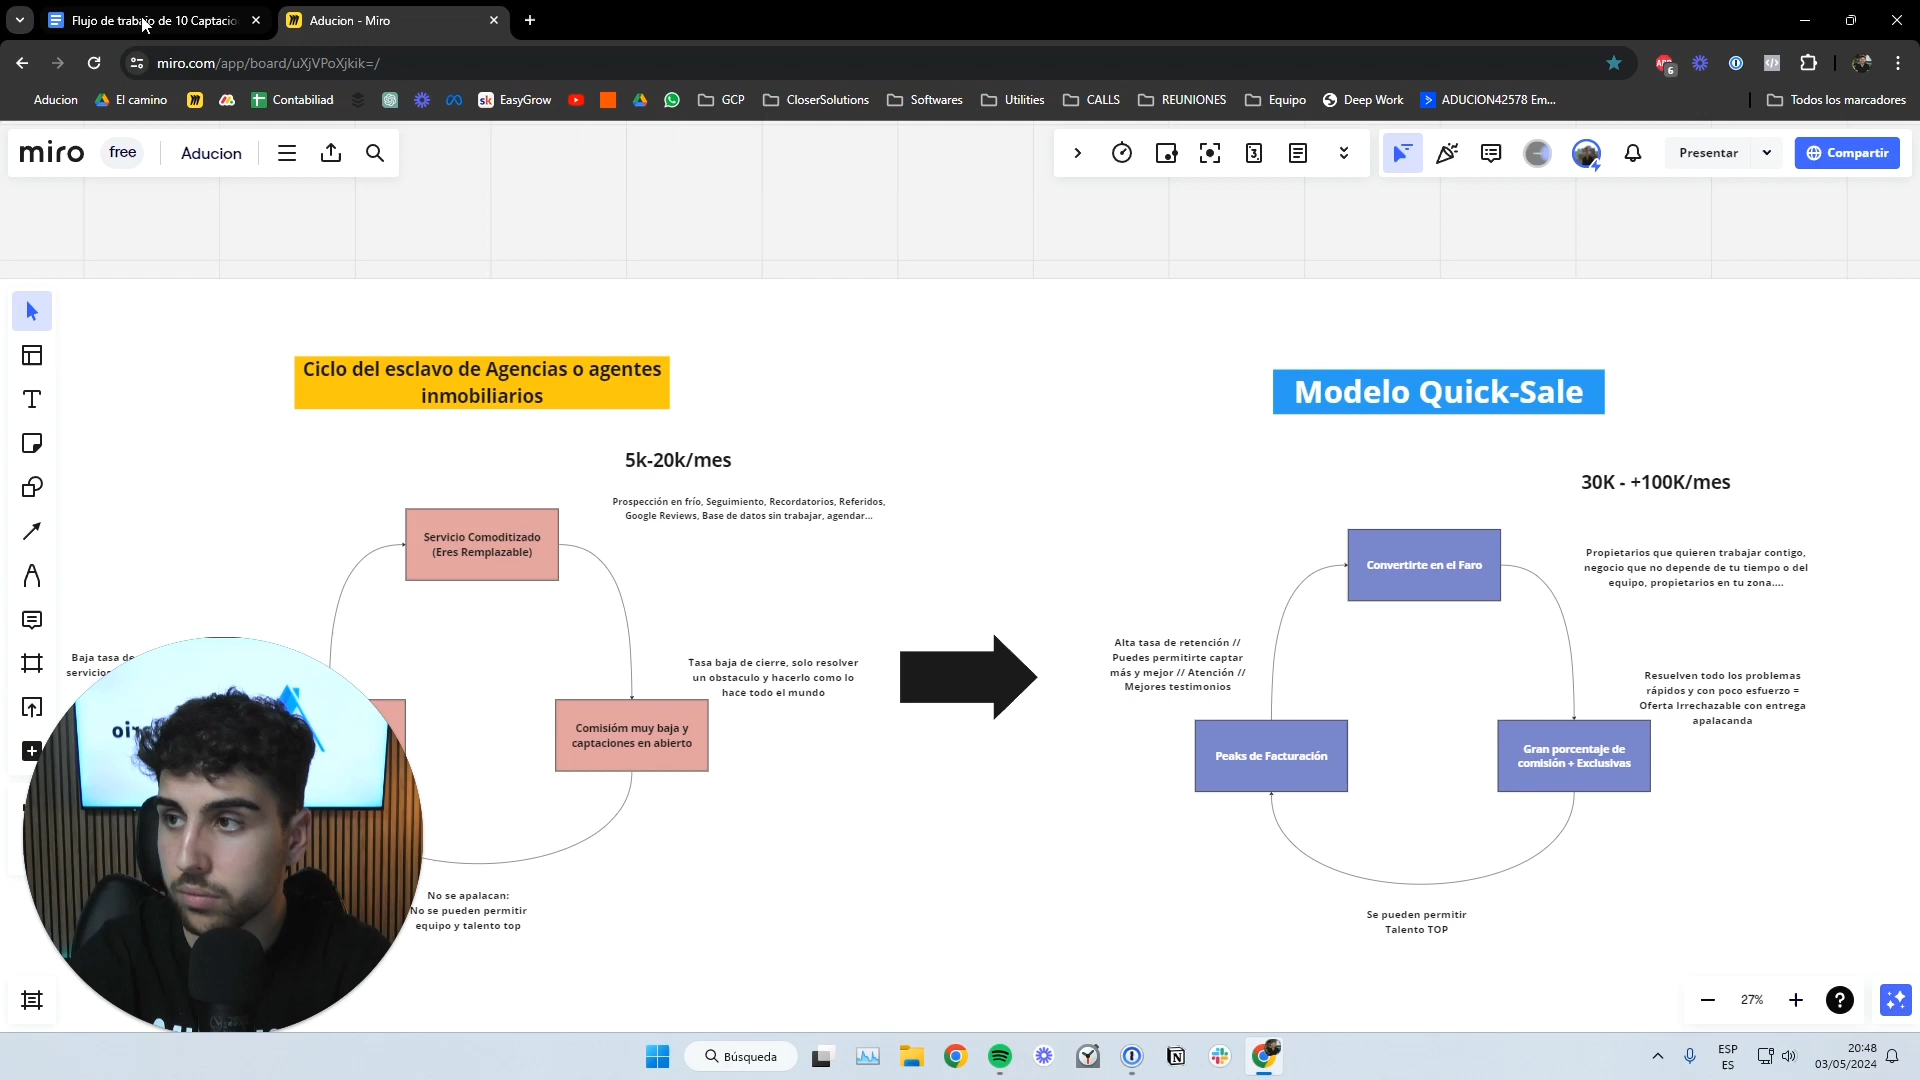 Flujo de trabajo de 10 Captacio
Aducion - Miro
miro.com/app/board/uXjVPoXjkik=/
6
Aducion
El camino
Contabiliad
EasyGrow
GCP
CloserSolutions
Softwares
Utilities
CALLS
REUNIONES
Equipo
Deep Work
ADUCION42578 Em...
Todos los marcadores
miro
free
Aducion
Presentar
Compartir
Ciclo del esclavo de Agencias o agentes
inmobiliarios
5k-20k/mes
Prospección en frío, Seguimiento, Recordatorios, Referidos,
Google Reviews, Base de datos sin trabajar, agendar...
Servicio Comoditizado
(Eres Remplazable)
Baja tasa de
servicios
Tasa baja de cierre, solo resolver
un obstaculo y hacerlo como lo
hace todo el mundo
Comisióm muy baja y
captaciones en abierto
No se apalacan:
No se pueden permitir
equipo y talento top
Modelo Quick-Sale
30K - +100K/mes
Convertirte en el Faro
Propietarios que quieren trabajar contigo,
negocio que no depende de tu tiempo o del
equipo, propietarios en tu zona....
Alta tasa de retención //
Puedes permitirte captar
más y mejor // Atención //
Mejores testimonios
Resuelven todo los problemas
rápidos y con poco esfuerzo =
Oferta Irrechazable con entrega
apalacanda
Peaks de Facturación
Gran porcentaje de
comisión + Exclusivas
Se pueden permitir
Talento TOP
27%
Búsqueda
ESP
ES
20:48
03/05/2024